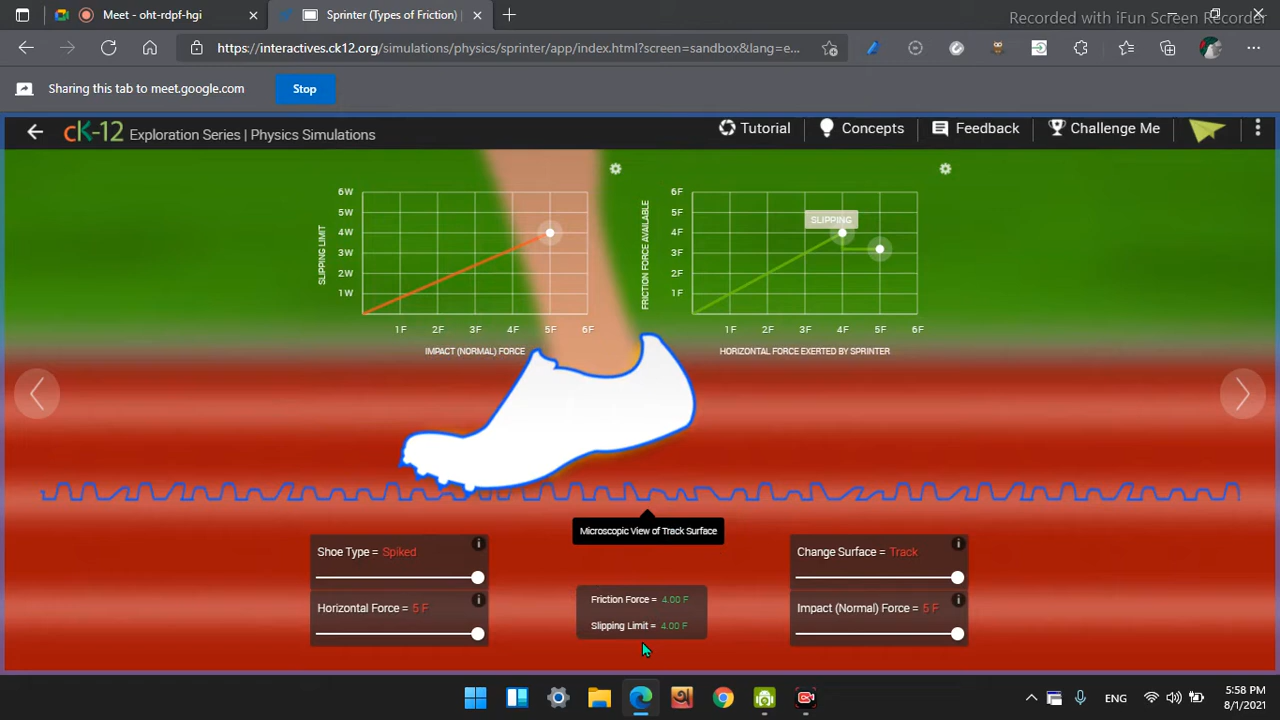 Meet - oht-rdpf-hgi
Sprinter (Types of Friction)
Recorded with iFun Screen Recorder
https://interactives.ck12.org/simulations/physics/sprinter/app/index.html?screen=sandbox&lang=e...
Sharing this tab to meet.google.com
Stop
cK-12 Exploration Series | Physics Simulations
Tutorial
Concepts
Feedback
Challenge Me
SLIPPING LIMIT
6W
5W
4W
3W
2W
1W
1F 2F 3F 4F 5F 6F
IMPACT (NORMAL) FORCE
FRICTION FORCE AVAILABLE
6F
5F
4F
3F
2F
1F
SLIPPING
1F 2F 3F 4F 5F 6F
HORIZONTAL FORCE EXERTED BY SPRINTER
Microscopic View of Track Surface
Shoe Type = Spiked
Horizontal Force = 5 F
Friction Force = 4.00 F
Slipping Limit = 4.00 F
Change Surface = Track
Impact (Normal) Force = 5 F
ENG
5:58 PM
8/1/2021